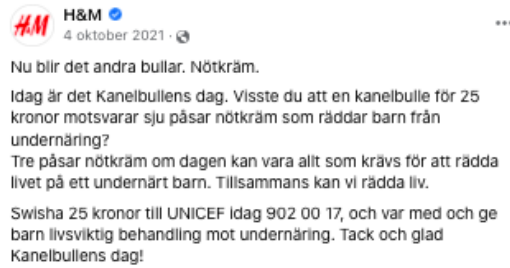 H&M
H&M
4 oktober 2021 ·
Nu blir det andra bullar. Nötkräm.
Idag är det Kanelbullens dag. Visste du att en kanelbulle för 25
kronor motsvarar sju påsar nötkräm som räddar barn från
undernäring?
Tre påsar nötkräm om dagen kan vara allt som krävs för att rädda
livet på ett undernärt barn. Tillsammans kan vi rädda liv.
Swisha 25 kronor till UNICEF idag 902 00 17, och var med och ge
barn livsviktig behandling mot undernäring. Tack och glad
Kanelbullens dag!